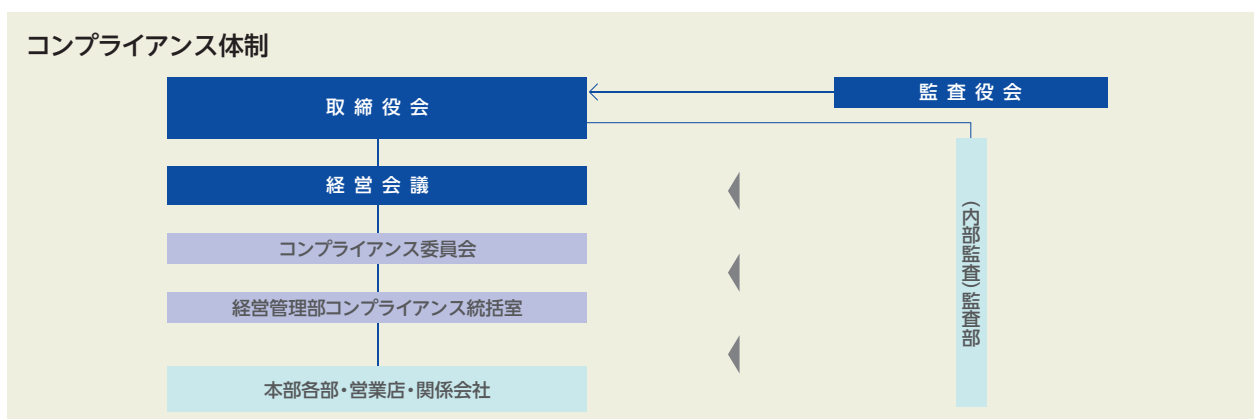 コンプライアンス体制
取締役会
監査役会
経営会議
コンプライアンス委員会
経営管理部コンプライアンス統括室
本部各部・営業店・関係会社
(内部監査)監査部